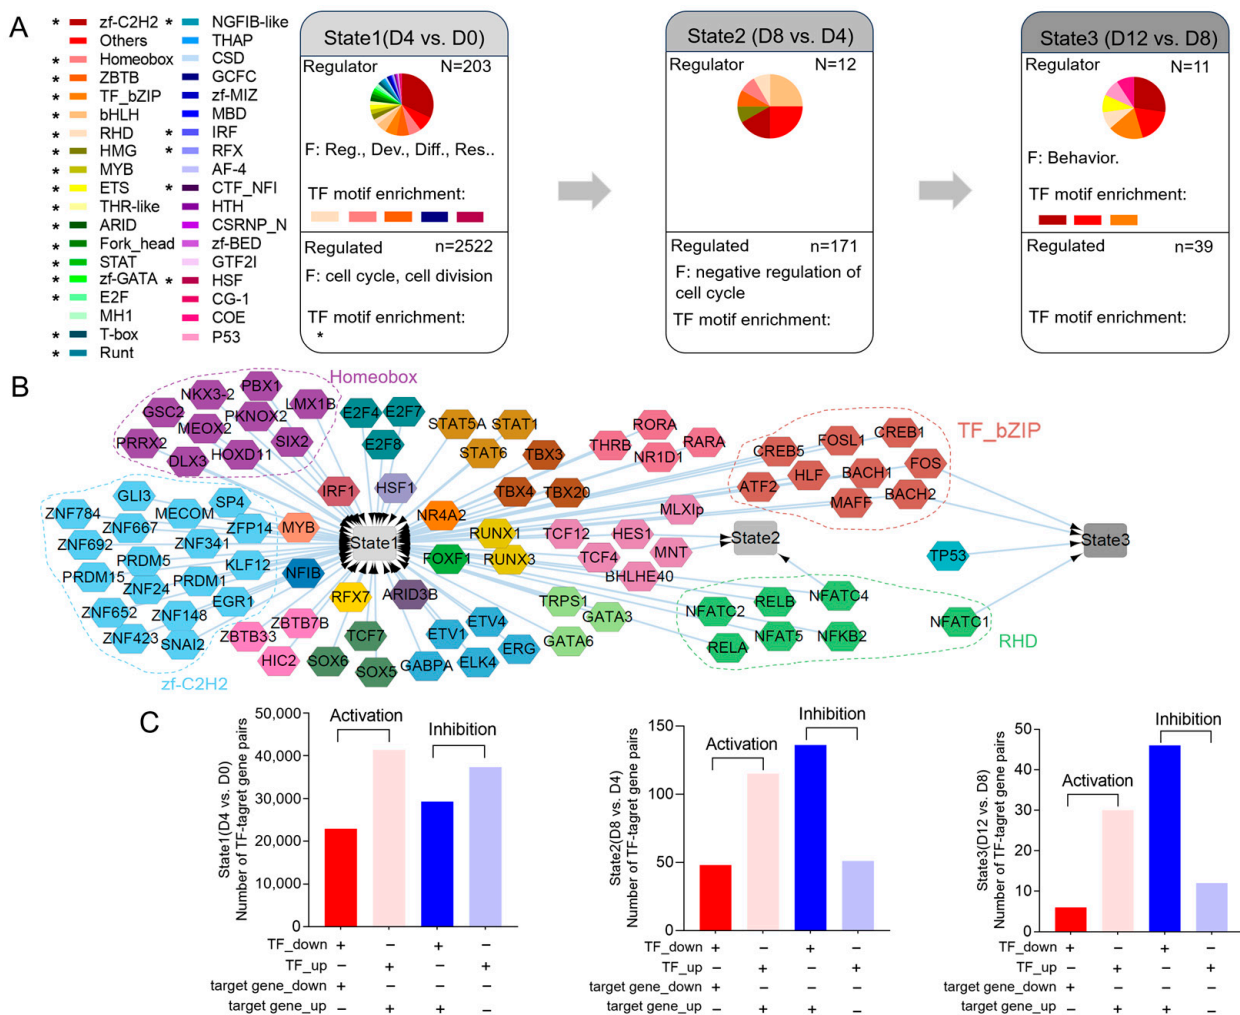 A
* zf-C2H2
Others
* Homeobox
* ZBTB
* TF_bZIP
* bHLH
* RHD
* HMG
* MYB
* ETS
* THR-like
* ARID
* Fork_head
* STAT
* zf-GATA
* E2F
MH1
* T-box
* Runt
* NGFIB-like
THAP
CSD
GCFC
zf-MIZ
MBD
* IRF
* RFX
AF-4
* CTF_NFI
HTH
CSRNP_N
zf-BED
GTF2I
* HSF
CG-1
COE
P53
State1(D4 vs. D0)
Regulator N=203
F: Reg., Dev., Diff., Res..
TF motif enrichment:
Regulated n=2522
F: cell cycle, cell division
TF motif enrichment:
*
State2 (D8 vs. D4)
Regulator N=12
Regulated n=171
F: negative regulation of
cell cycle
TF motif enrichment:
State3 (D12 vs. D8)
Regulator N=11
F: Behavior.
TF motif enrichment:
Regulated n=39
TF motif enrichment:
B
Homeobox
NKX3-2
PBX1
GSC2
PKNOX2
LMX1B
MEOX2
PRRX2
SIX2
HOXD11
DLX3
E2F4
E2F7
E2F8
STAT5A
STAT1
STAT6
TBX3
TBX4
TBX20
RORA
THRB
RARA
NR1D1
TF_bZIP
CREB1
FOSL1
CREB5
FOS
HLF
BACH1
ATF2
BACH2
MAFF
IRF1
HSF1
NR4A2
MLXIp
GLI3
SP4
ZNF784
MECOM
ZNF667
ZFP14
MYB
ZNF692
ZNF341
PRDM5
KLF12
PRDM15
PRDM1
ZNF24
EGR1
ZNF652
ZNF148
ZNF423
SNAI2
zf-C2H2
State1
RUNX1
RUNX3
FOXF1
TCF12
HES1
MNT
TCF4
BHLHE40
State2
State3
TP53
NFIB
RFX7
ARID3B
ZBTB7B
ZBTB33
HIC2
TCF7
SOX6
SOX5
ETV1
ETV4
GABPA
ELK4
ERG
TRPS1
GATA3
GATA6
NFATC2
RELB
NFATC4
NFATC1
NFAT5
NFKB2
RELA
RHD
C
State1(D4 vs. D0)
Number of TF-tagret gene pairs
50,000
40,000
30,000
20,000
10,000
0
Activation
Inhibition
TF_down + − + −
TF_up − + − +
target gene_down + − − −
target gene_up − + + −
State2(D8 vs. D4)
Number of TF-tagret gene pairs
150
100
50
0
Activation
Inhibition
TF_down + − + −
TF_up − + − +
target gene_down + − − −
target gene_up − + + −
State3(D12 vs. D8)
Number of TF-tagret gene pairs
50
40
30
20
10
0
Activation
Inhibition
TF_down + − + −
TF_up − + − +
target gene_down + − − −
target gene_up − + + −